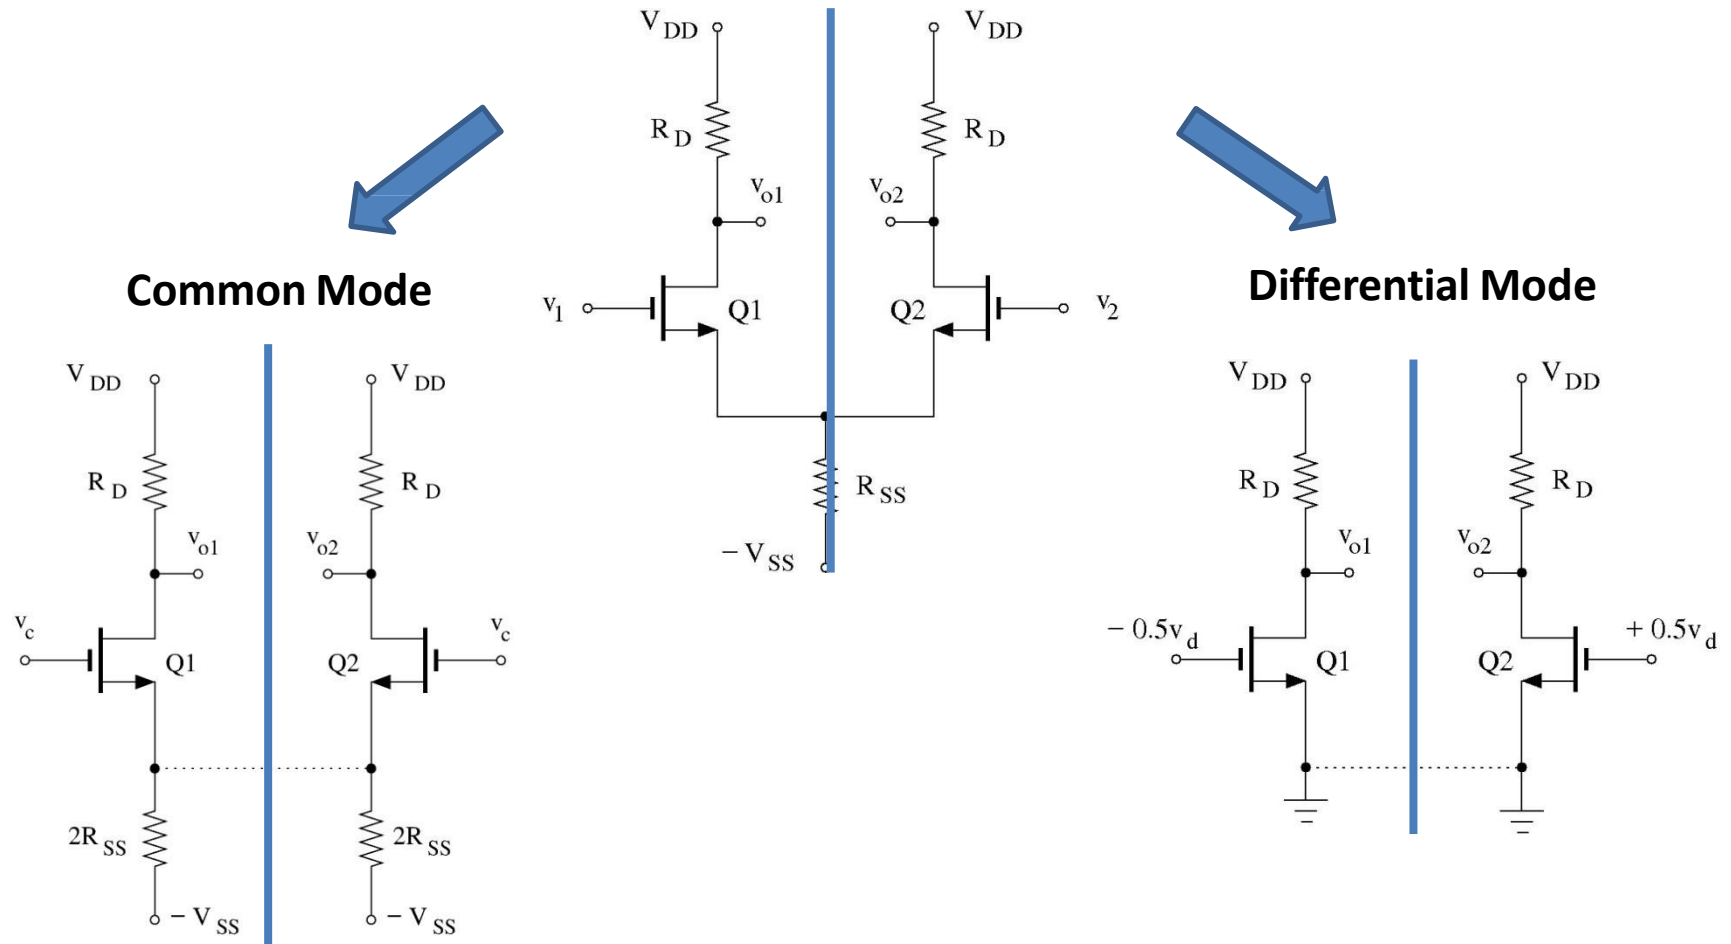 V DD
V DD
R D
R D
v o1
v o2
v 1
Q1
Q2
v 2
R SS
– V SS
Common Mode
V DD
V DD
R D
R D
v o1
v o2
v c
Q1
Q2
v c
2R SS
2R SS
– V SS
– V SS
Differential Mode
V DD
V DD
R D
R D
v o1
v o2
– 0.5v d
Q1
Q2
+ 0.5v d